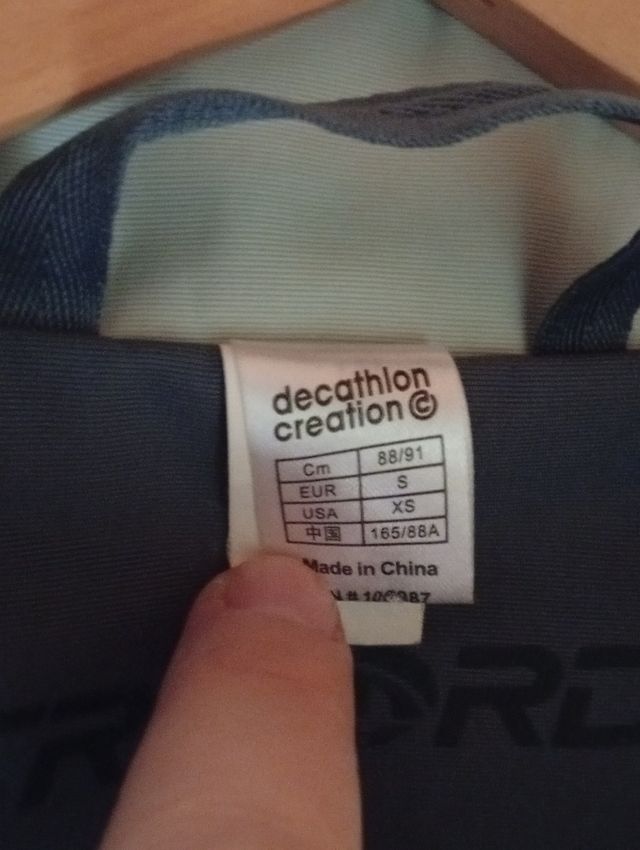 decathlon
creation ©
Cm 88/91
EUR S
USA XS
中国 165/88A
Made in China